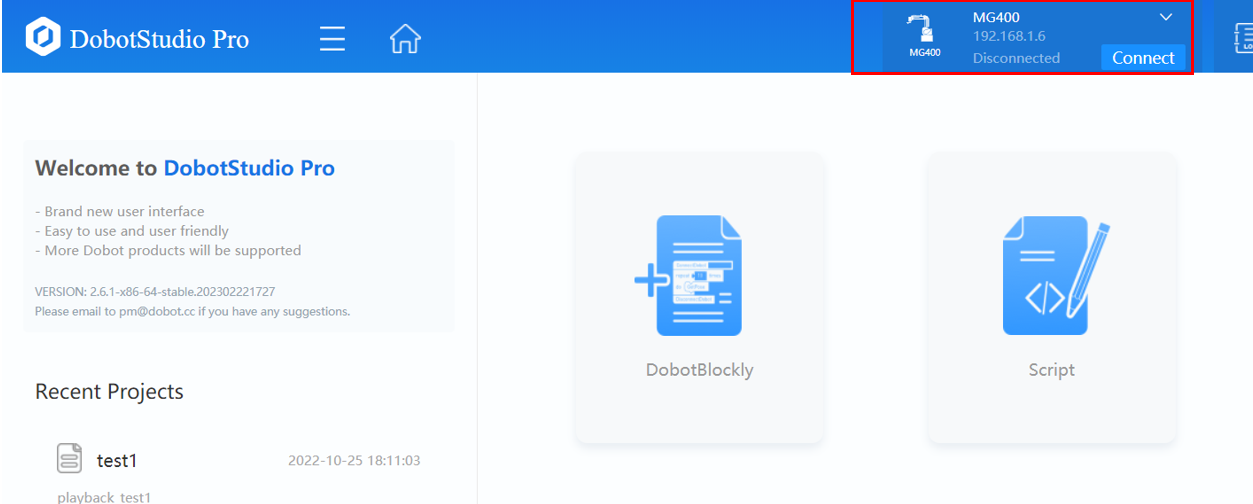 DobotStudio Pro
MG400
MG400
192.168.1.6
Disconnected
Connect
Welcome to DobotStudio Pro
- Brand new user interface
- Easy to use and user friendly
- More Dobot products will be supported
VERSION: 2.6.1-x86-64-stable.202302221727
Please email to pm@dobot.cc if you have any suggestions.
DobotBlockly
Script
Recent Projects
test1
2022-10-25 18:11:03
playback test1